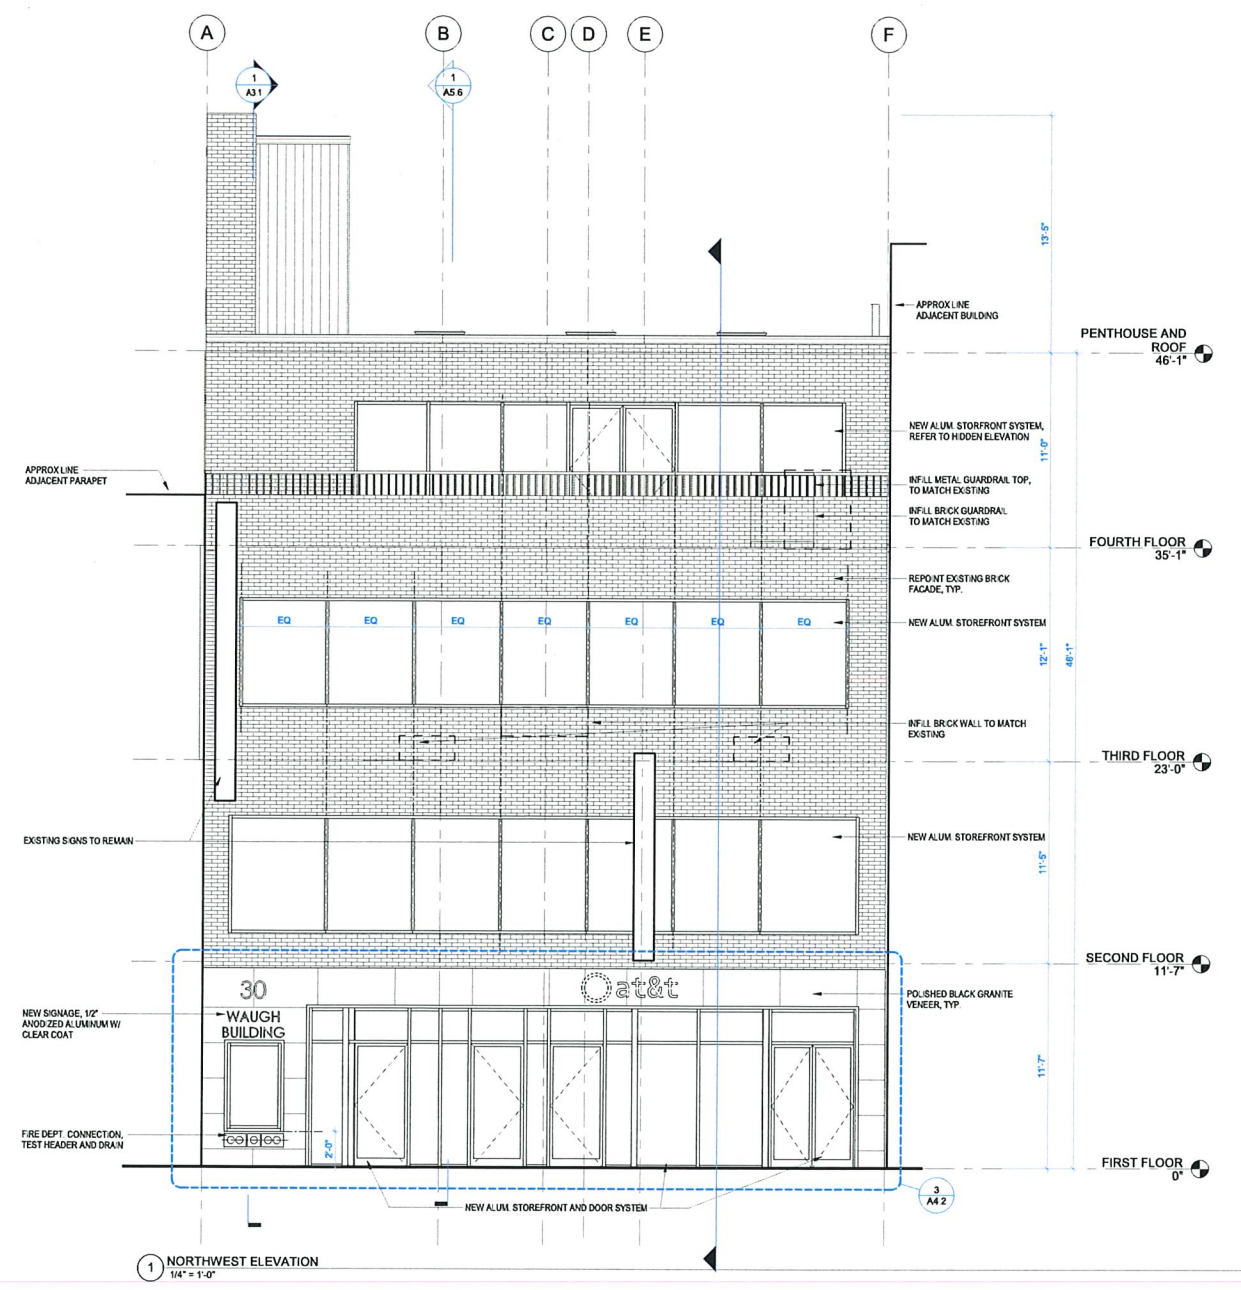 A
B
C
D
E
F
1
A3.1
1
A5.6
13'-5"
APPROX LINE
ADJACENT BUILDING
PENTHOUSE AND
ROOF
46'-1"
NEW ALUM. STORFRONT SYSTEM,
REFER TO HIDDEN ELEVATION
11'-0"
APPROX LINE
ADJACENT PARAPET
INFILL METAL GUARDRAIL TOP,
TO MATCH EXISTING
INFILL BRICK GUARDRAIL
TO MATCH EXISTING
FOURTH FLOOR
35'-1"
REPOINT EXISTING BRICK
FACADE, TYP.
EQ
EQ
EQ
EQ
EQ
EQ
EQ
NEW ALUM. STOREFRONT SYSTEM
12'-1"
46'-1"
INFILL BRICK WALL TO MATCH
EXISTING
THIRD FLOOR
23'-0"
EXISTING SIGNS TO REMAIN
NEW ALUM. STOREFRONT SYSTEM
11'-5"
SECOND FLOOR
11'-7"
30
at&t
POLISHED BLACK GRANITE
VENEER, TYP.
NEW SIGNAGE, 1/2"
ANODIZED ALUMINUM W/
CLEAR COAT
WAUGH
BUILDING
11'-7"
FIRE DEPT. CONNECTION,
TEST HEADER AND DRAIN
2'-0"
FIRST FLOOR
0"
3
A4.2
NEW ALUM. STOREFRONT AND DOOR SYSTEM
1
NORTHWEST ELEVATION
1/4" = 1'-0"